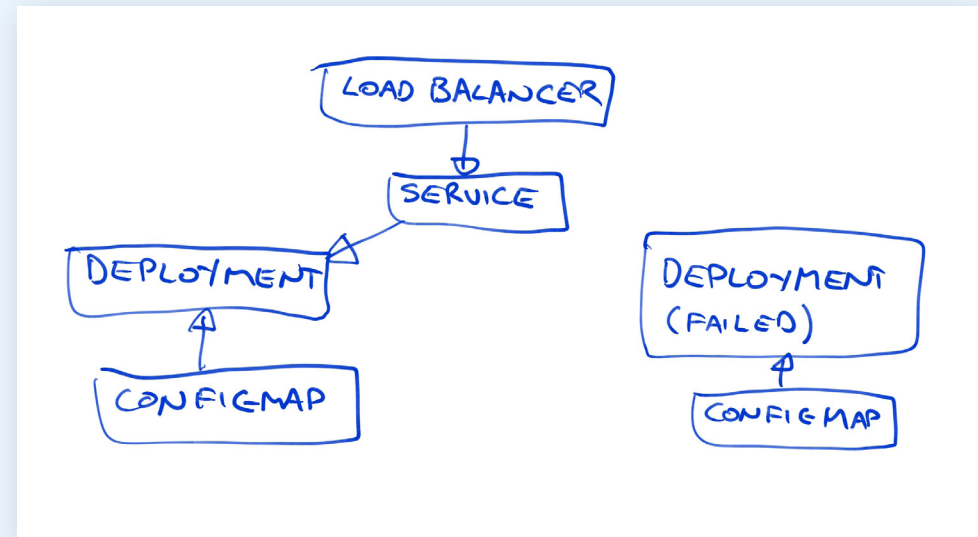 LOAD BALANCER
SERVICE
DEPLOYMENT
CONFIGMAP
DEPLOYMENT
(FAILED)
CONFIGMAP